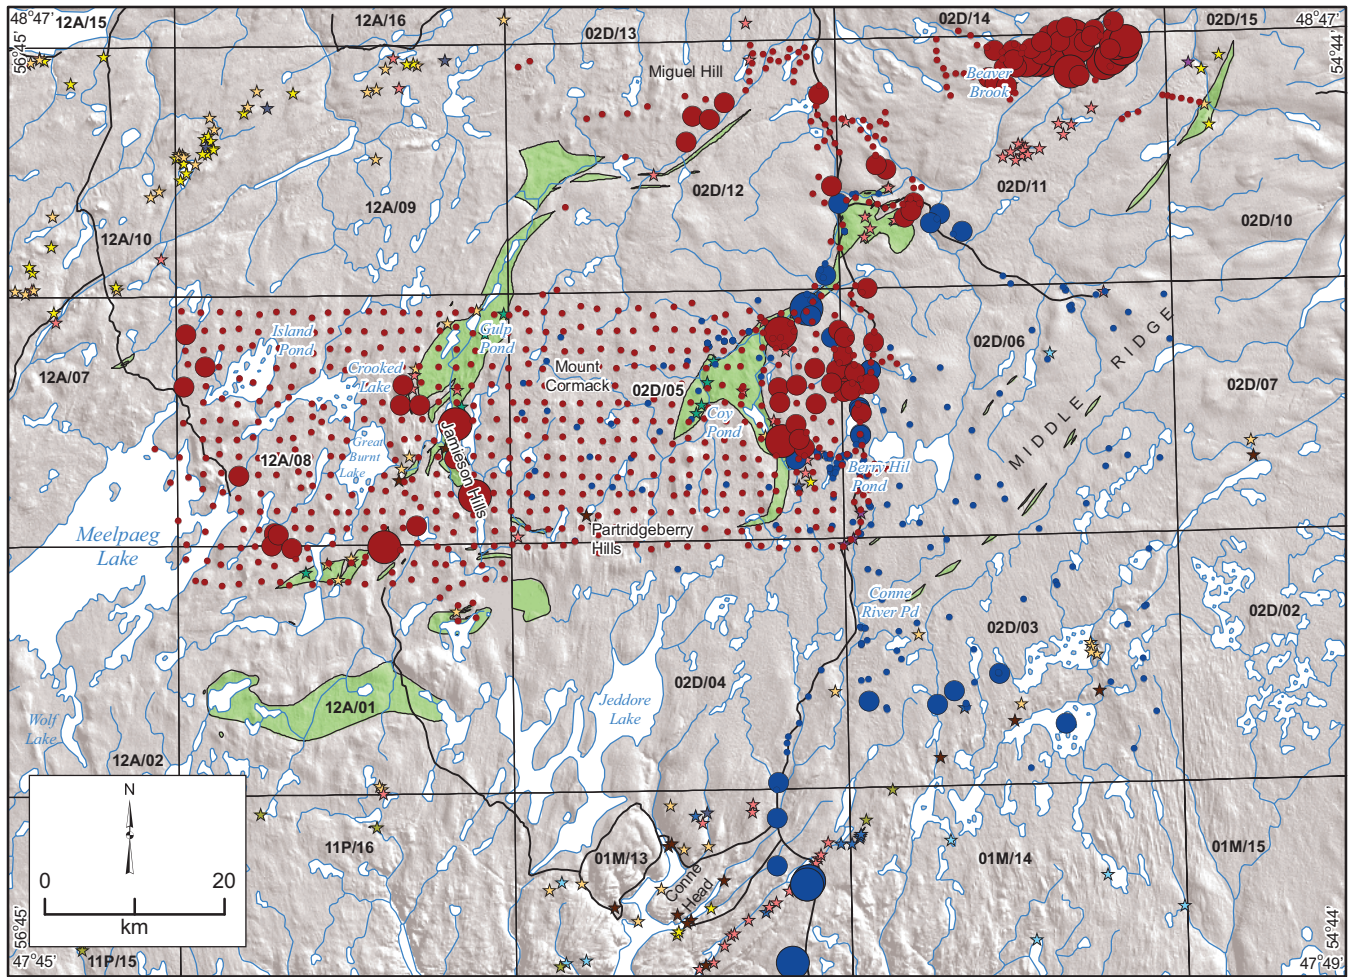 48°47’
12A/15
12A/16
02D/13
02D/14
02D/15
48°47’
56°45’
54°44’
Miguel Hill
Beaver
Brook
02D/12
02D/11
12A/09
02D/10
12A/10
MIDDLE RIDGE
Island
Pond
Gulp
Pond
02D/06
Crooked
Lake
Mount
Cormack
12A/07
02D/05
02D/07
Coy
Pond
Great
Burnt
Lake
12A/08
Jamieson Hills
Berry Hil
Pond
Meelpaeg
Lake
Partridgeberry
Hills
Conne
River Pd
02D/02
02D/03
02D/04
12A/01
Jeddore
Lake
Wolf
Lake
12A/02
N
0
20
km
11P/16
01M/13
Conne
Head
01M/14
01M/15
56°45’
54°44’
47°45’
11P/15
47°49’